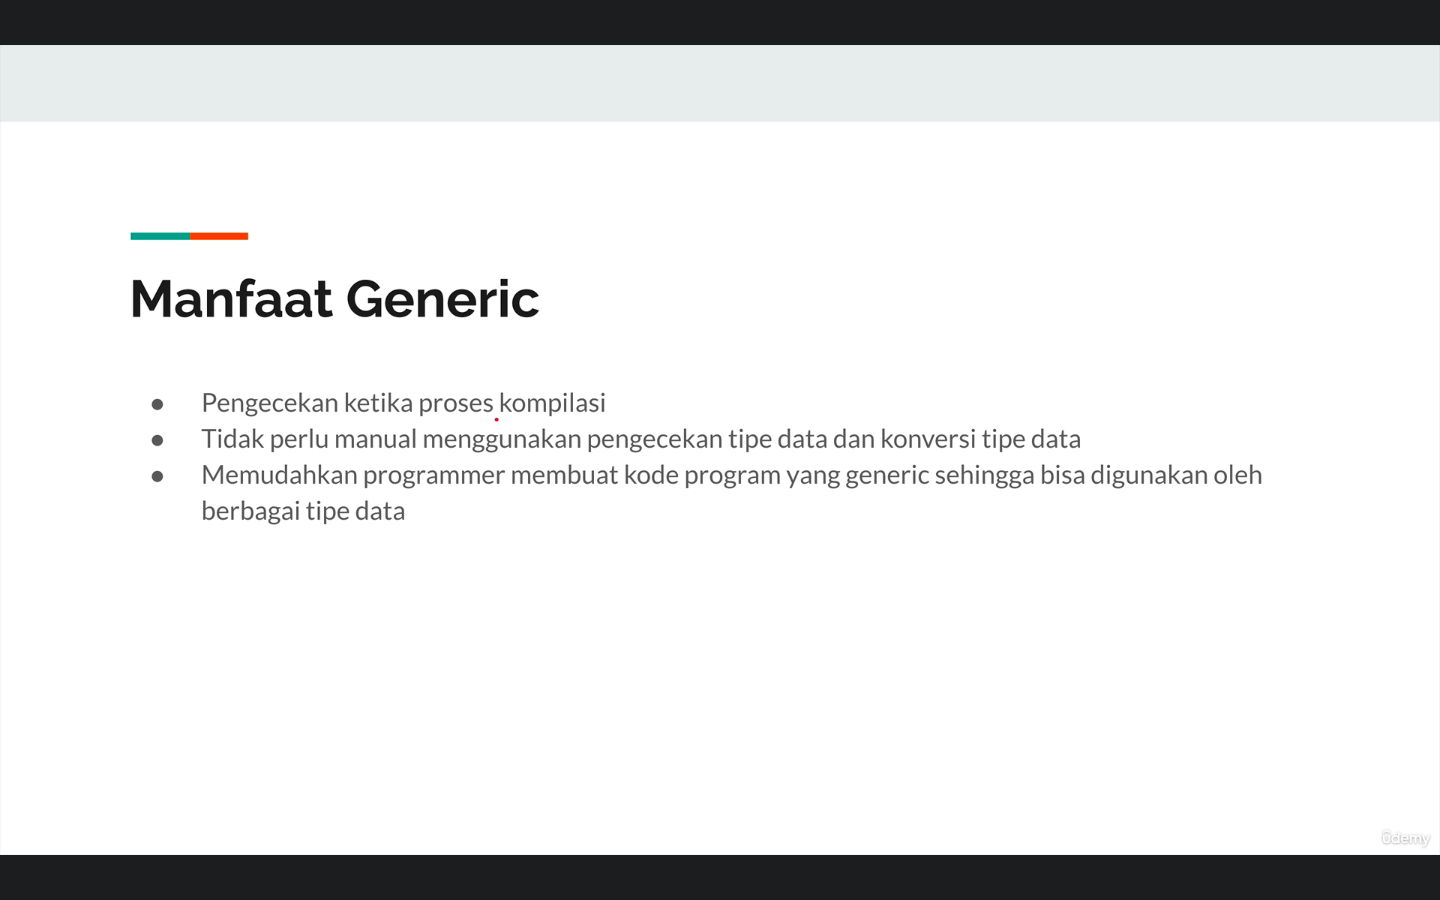 Manfaat Generic
● Pengecekan ketika proses kompilasi
● Tidak perlu manual menggunakan pengecekan tipe data dan konversi tipe data
● Memudahkan programmer membuat kode program yang generic sehingga bisa digunakan oleh
berbagai tipe data
ûdemy